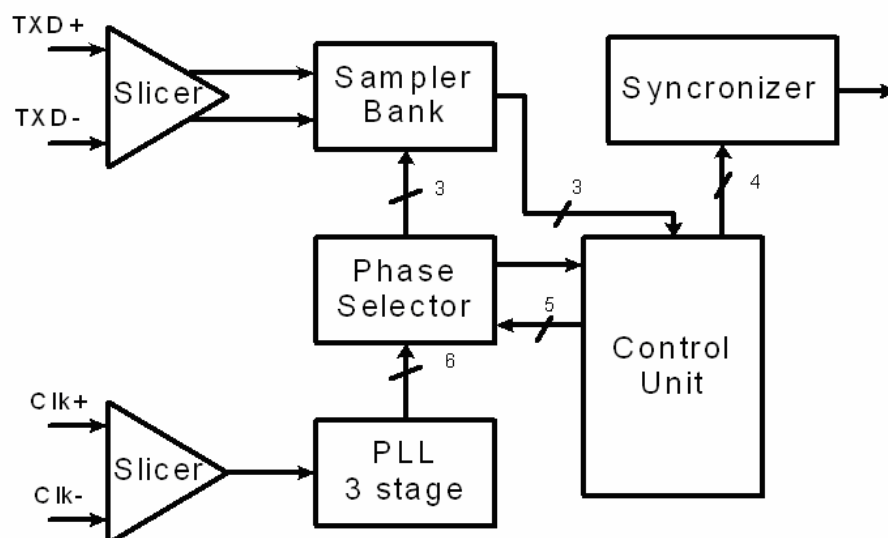 TXD+
TXD-
Slicer
Sampler
Bank
Syncronizer
3
3
4
Phase
Selector
5
Control
Unit
6
Clk+
Clk-
Slicer
PLL
3 stage